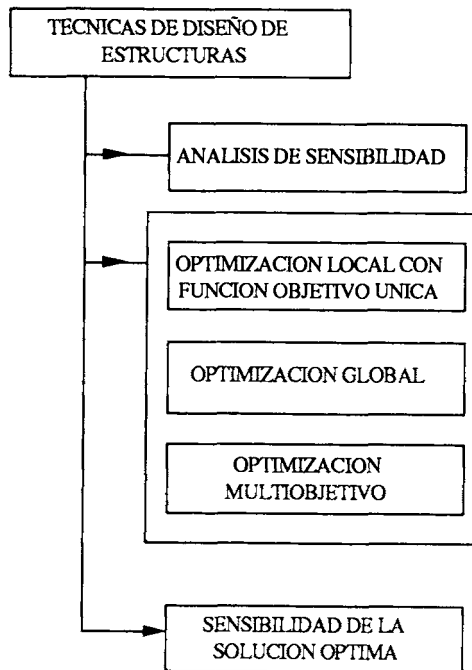 TECNICAS DE DISEÑO DE
ESTRUCTURAS
ANALISIS DE SENSIBILIDAD
OPTIMIZACION LOCAL CON
FUNCION OBJETIVO UNICA
OPTIMIZACION GLOBAL
OPTIMIZACION
MULTIOBJETIVO
SENSIBILIDAD DE LA
SOLUCION OPTIMA